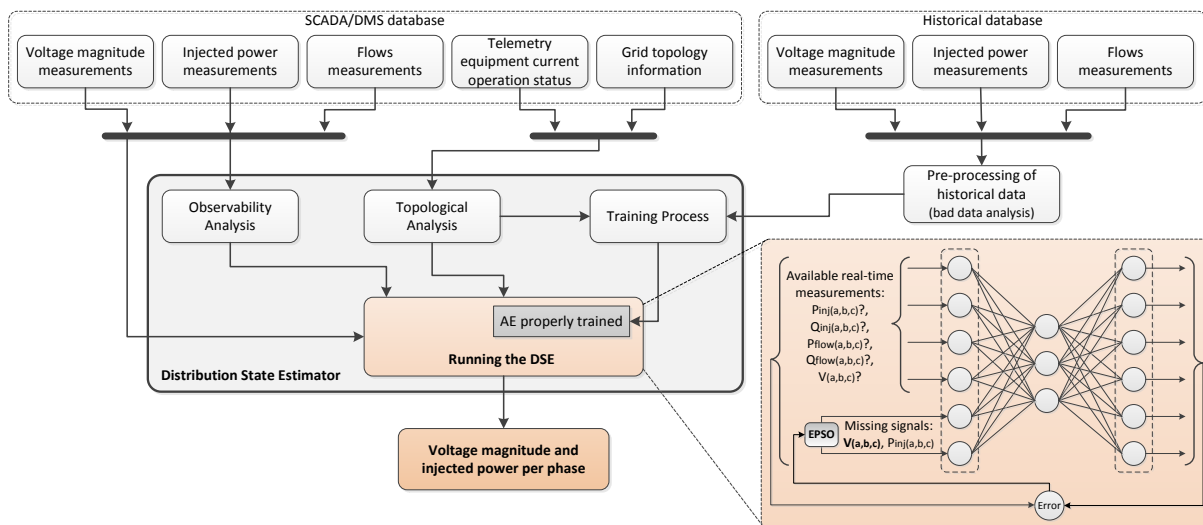 SCADA/DMS database
Voltage magnitude
measurements
Injected power
measurements
Flows
measurements
Telemetry
equipment current
operation status
Grid topology
information
Historical database
Voltage magnitude
measurements
Injected power
measurements
Flows
measurements
Pre-processing of
historical data
(bad data analysis)
Observability
Analysis
Topological
Analysis
Training Process
AE properly trained
Running the DSE
Distribution State Estimator
Voltage magnitude and
injected power per phase
Available real-time
measurements:
Pinj(a,b,c)?,
Qinj(a,b,c)?,
Pflow(a,b,c)?,
Qflow(a,b,c)?,
V(a,b,c)?
EPSO
Missing signals:
V(a,b,c), Pinj(a,b,c)
Error